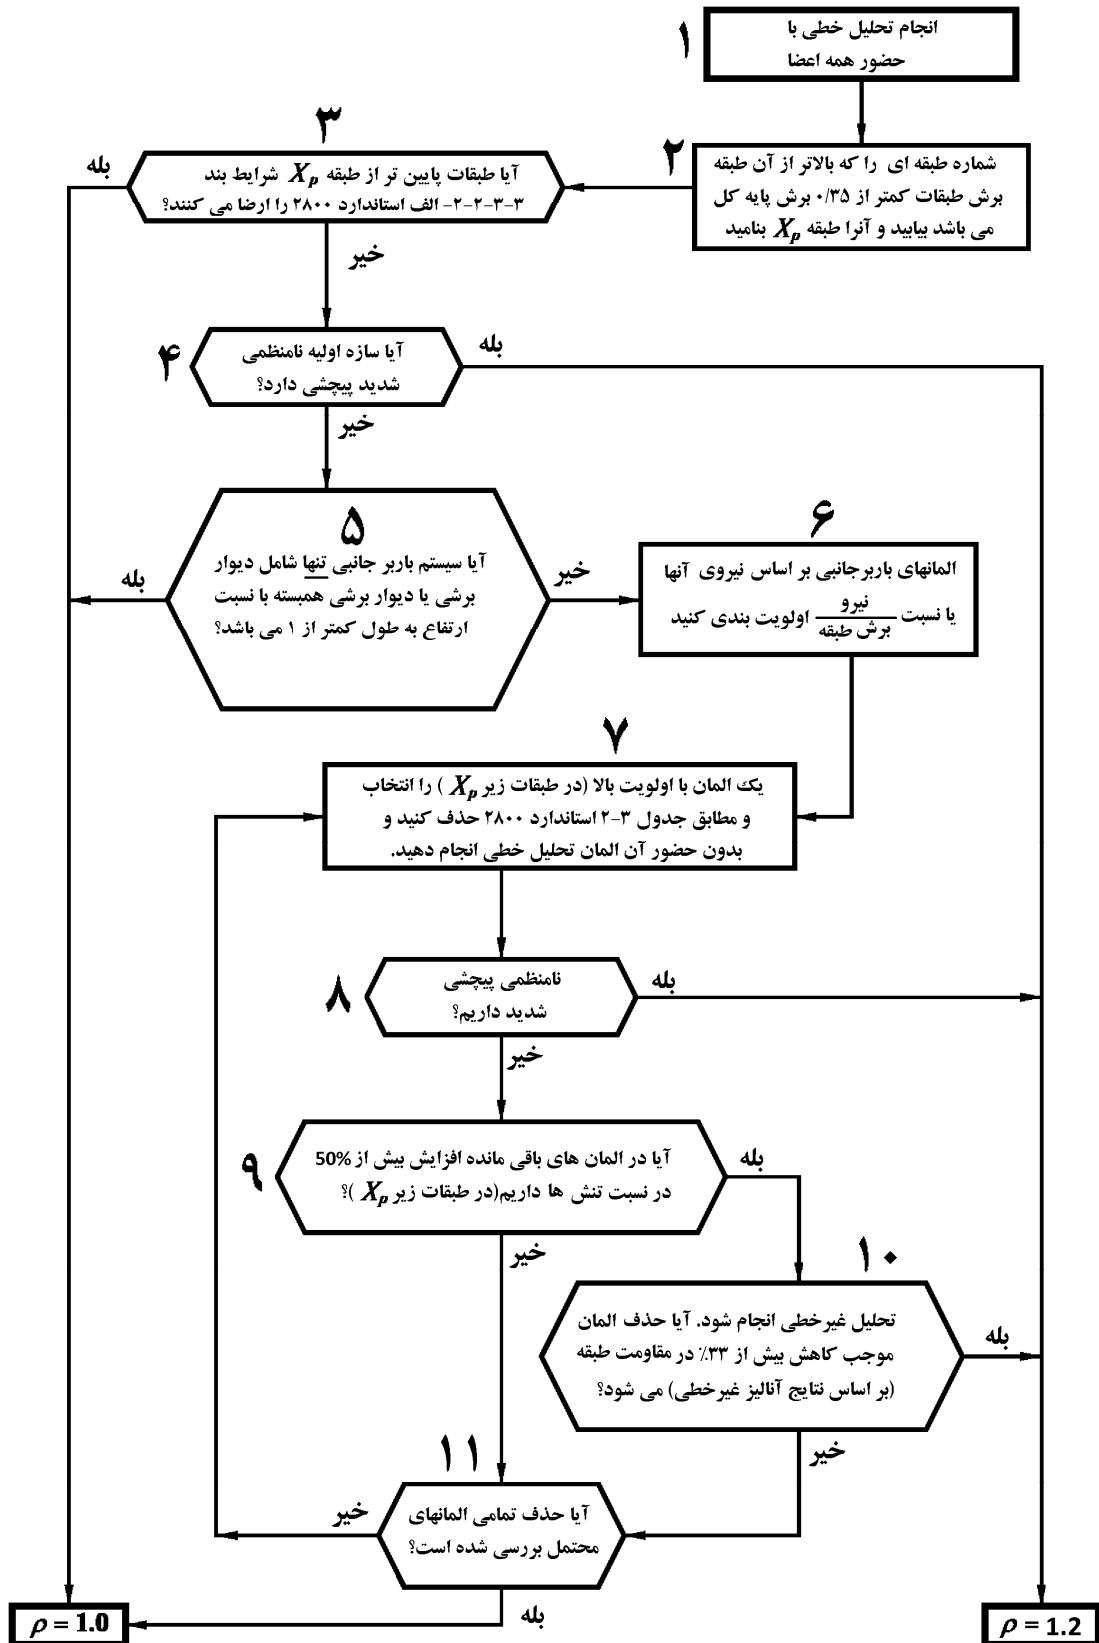 ۱
انجام تحلیل خطی با
حضور همه اعضا
۲
شماره طبقه ای را که بالاتر از آن طبقه
برش طبقات کمتر از ۰/۳۵ برش پایه کل
می باشد بیابید و آنرا طبقه Xp بنامید
۳
آیا طبقات پایین تر از طبقه Xp شرایط بند
۳-۳-۲-۲- الف استاندارد ۲۸۰۰ را ارضا می کنند؟
بله
خیر
۴
آیا سازه اولیه نامنظمی
شدید پیچشی دارد؟
بله
خیر
۵
آیا سیستم باربر جانبی تنها شامل دیوار
برشی یا دیوار برشی همبسته با نسبت
ارتفاع به طول کمتر از ۱ می باشد؟
بله
خیر
۶
المانهای باربرجانبی بر اساس نیروی آنها
یا نسبت نیرو / برش طبقه اولویت بندی کنید
۷
یک المان با اولویت بالا (در طبقات زیر Xp ) را انتخاب
و مطابق جدول ۳-۲ استاندارد ۲۸۰۰ حذف کنید و
بدون حضور آن المان تحلیل خطی انجام دهید.
۸
نامنظمی پیچشی
شدید داریم؟
بله
خیر
۹
آیا در المان های باقی مانده افزایش بیش از 50%
در نسبت تنش ها داریم(در طبقات زیر Xp )؟
بله
خیر
۱۰
تحلیل غیرخطی انجام شود. آیا حذف المان
موجب کاهش بیش از ۳۳٪ در مقاومت طبقه
(بر اساس نتایج آنالیز غیرخطی) می شود؟
بله
خیر
۱۱
آیا حذف تمامی المانهای
محتمل بررسی شده است؟
خیر
بله
ρ = 1.0
ρ = 1.2